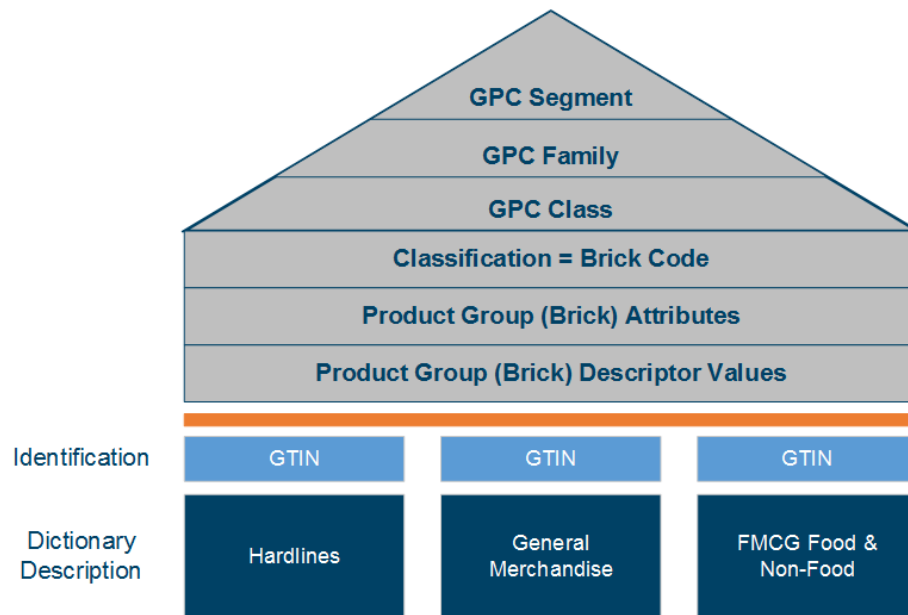 GPC Segment
GPC Family
GPC Class
Classification = Brick Code
Product Group (Brick) Attributes
Product Group (Brick) Descriptor Values
Identification
GTIN
GTIN
GTIN
Dictionary
Description
Hardlines
General
Merchandise
FMCG Food &
Non-Food